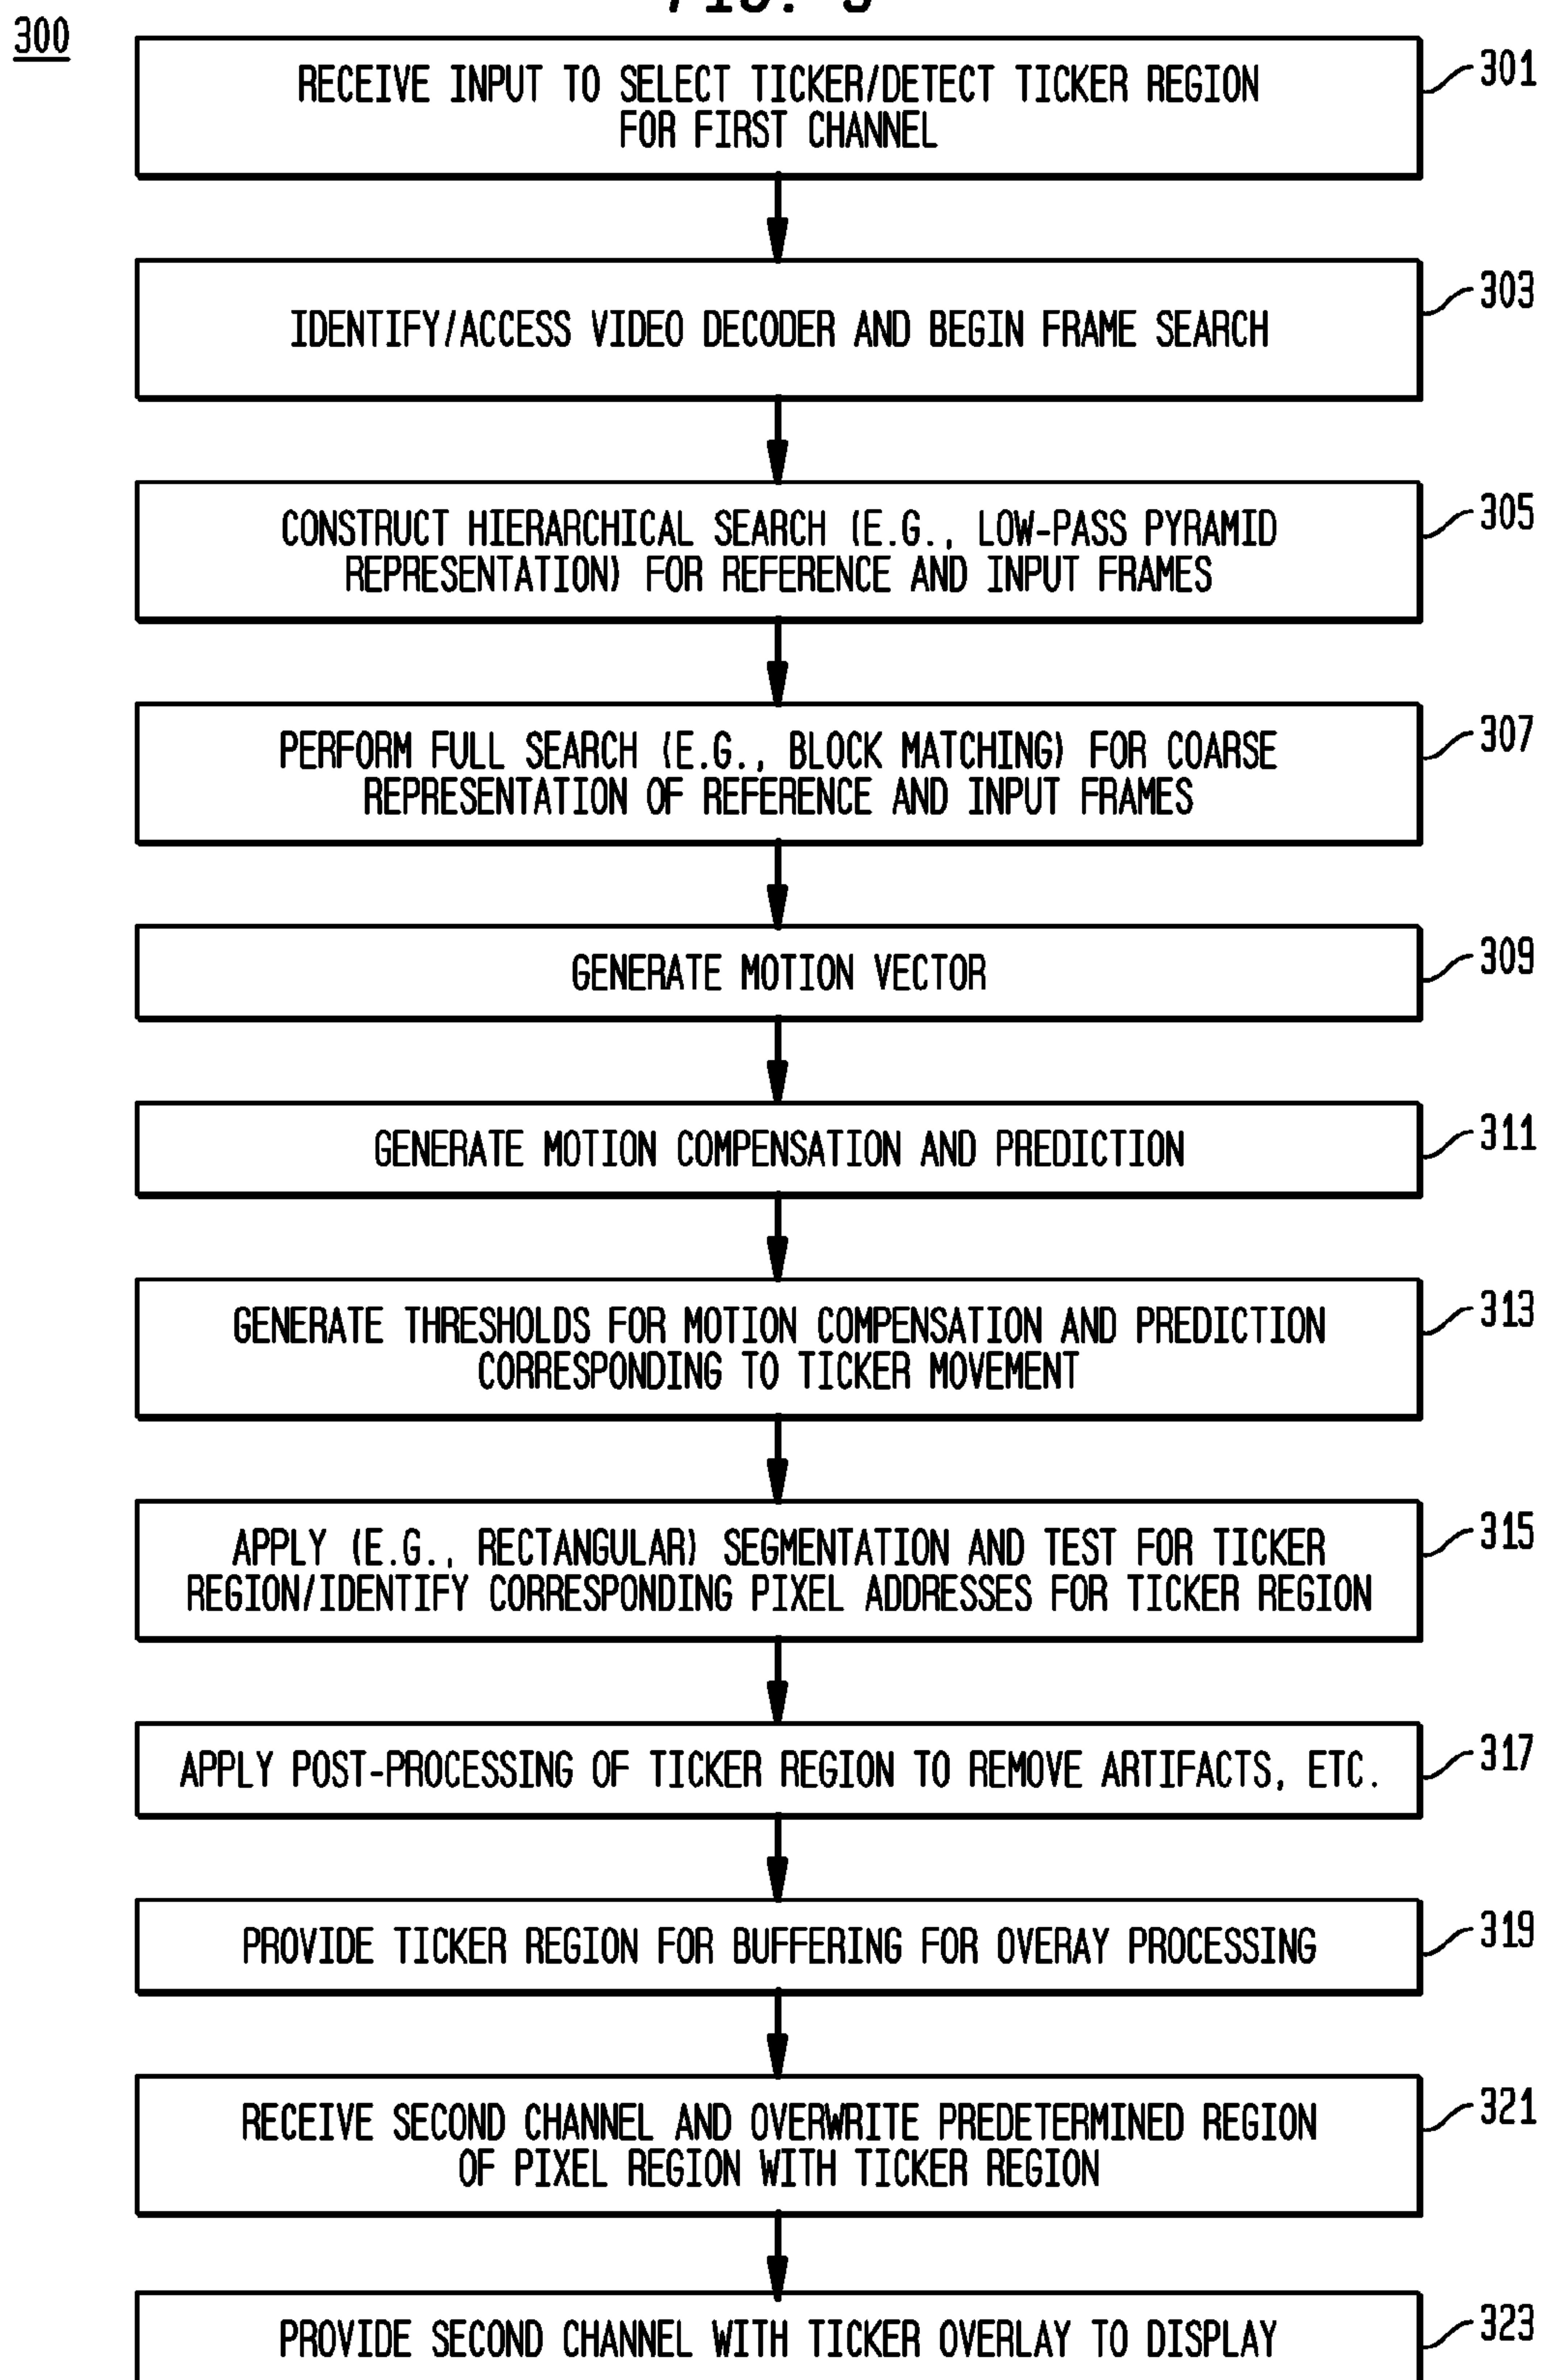 FIG. 3
300
RECEIVE INPUT TO SELECT TICKER/DETECT TICKER REGION
FOR FIRST CHANNEL
301
IDENTIFY/ACCESS VIDEO DECODER AND BEGIN FRAME SEARCH
303
CONSTRUCT HIERARCHICAL SEARCH (E.G., LOW-PASS PYRAMID
REPRESENTATION) FOR REFERENCE AND INPUT FRAMES
305
PERFORM FULL SEARCH (E.G., BLOCK MATCHING) FOR COARSE
REPRESENTATION OF REFERENCE AND INPUT FRAMES
307
GENERATE MOTION VECTOR
309
GENERATE MOTION COMPENSATION AND PREDICTION
311
GENERATE THRESHOLDS FOR MOTION COMPENSATION AND PREDICTION
CORRESPONDING TO TICKER MOVEMENT
313
APPLY (E.G., RECTANGULAR) SEGMENTATION AND TEST FOR TICKER
REGION/IDENTIFY CORRESPONDING PIXEL ADDRESSES FOR TICKER REGION
315
APPLY POST-PROCESSING OF TICKER REGION TO REMOVE ARTIFACTS, ETC.
317
PROVIDE TICKER REGION FOR BUFFERING FOR OVERAY PROCESSING
319
RECEIVE SECOND CHANNEL AND OVERWRITE PREDETERMINED REGION
OF PIXEL REGION WITH TICKER REGION
321
PROVIDE SECOND CHANNEL WITH TICKER OVERLAY TO DISPLAY
323